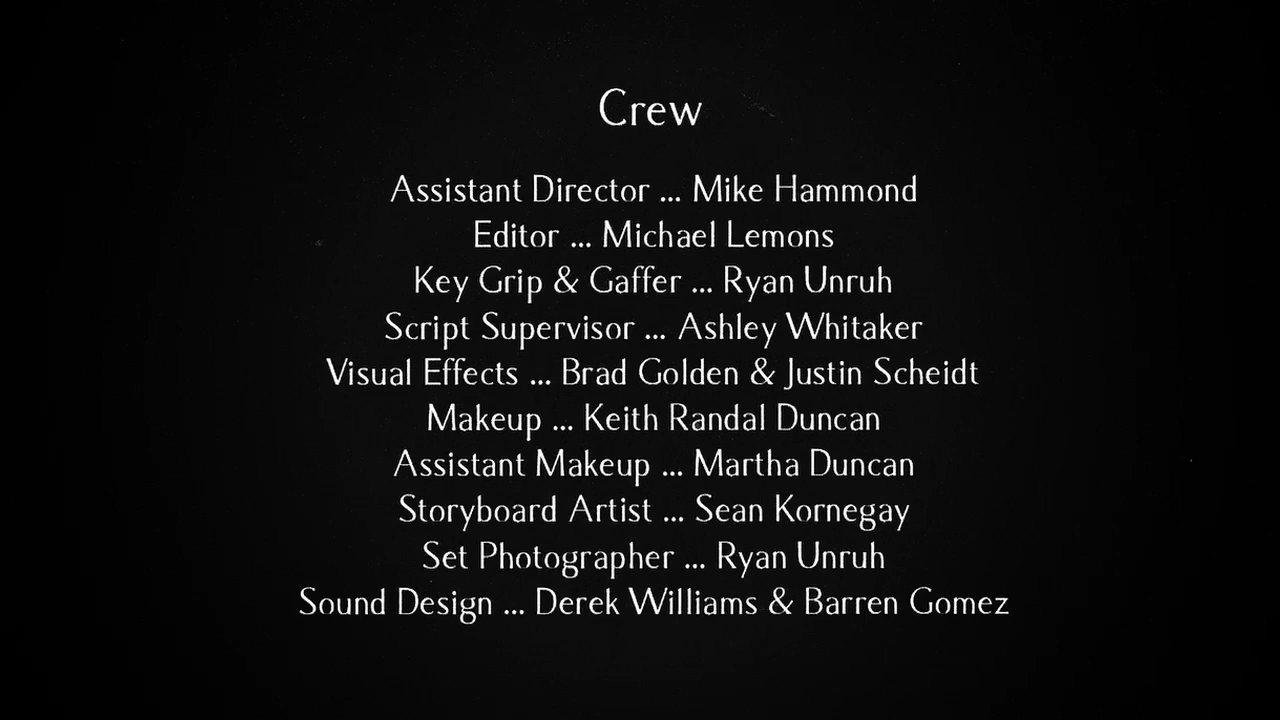 Crew
Assistant Director ... Mike Hammond
Editor ... Michael Lemons
Key Grip & Gaffer ... Ryan Unruh
Script Supervisor ... Ashley Whitaker
Visual Effects ... Brad Golden & Justin Scheidt
Makeup ... Keith Randal Duncan
Assistant Makeup ... Martha Duncan
Storyboard Artist ... Sean Kornegay
Set Photographer ... Ryan Unruh
Sound Design ... Derek Williams & Barren Gomez